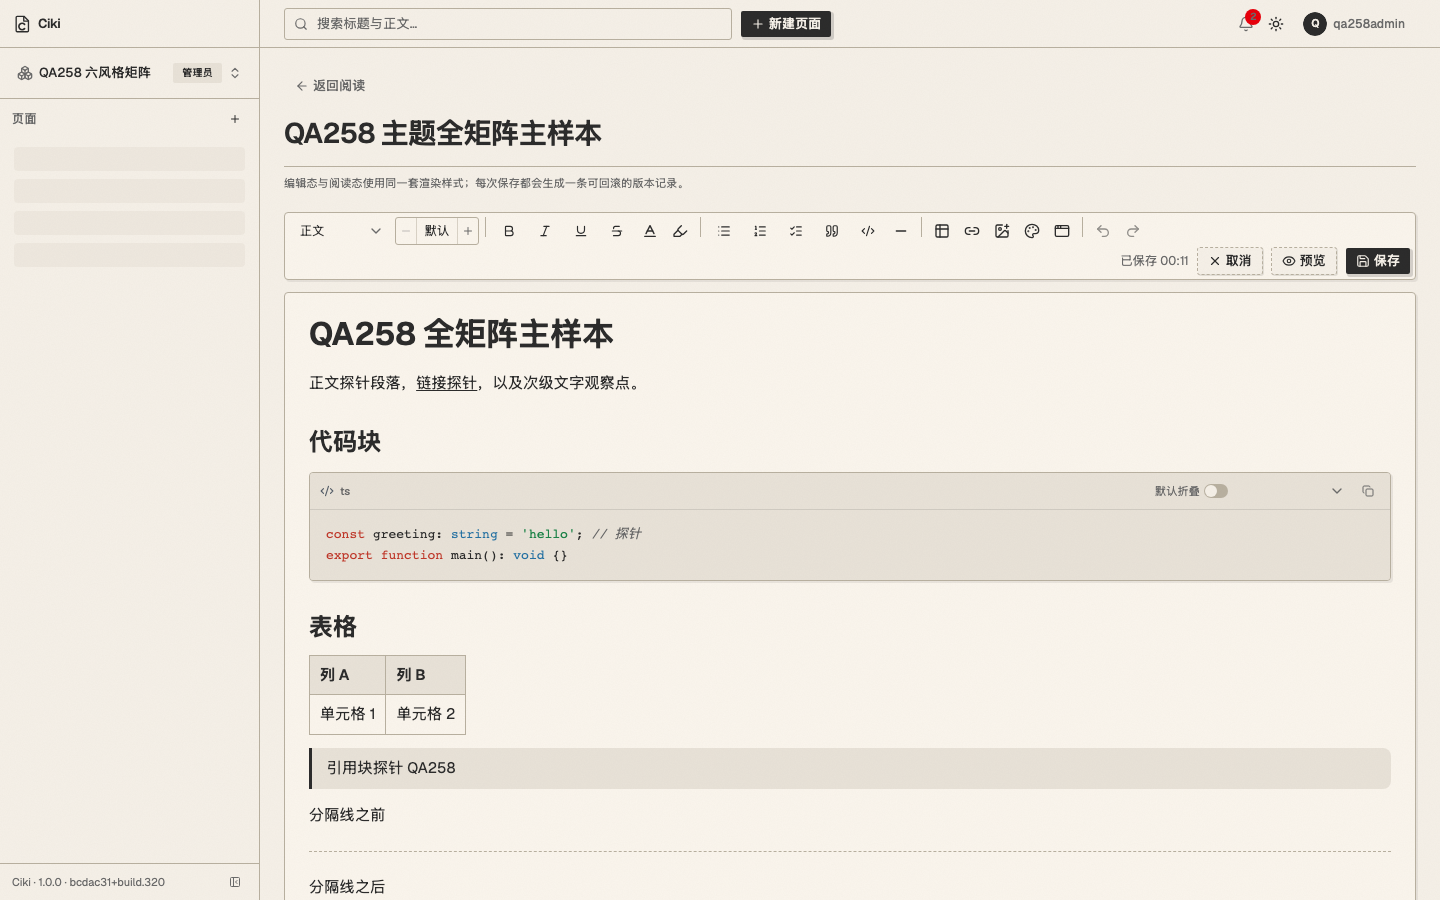 Ciki
搜索标题与正文...
新建页面
2
Q qa258admin
QA258 六风格矩阵 管理员
页面
返回阅读
QA258 主题全矩阵主样本
编辑态与阅读态使用同一套渲染样式；每次保存都会生成一条可回滚的版本记录。
正文 默认 B I U S A
已保存 00:11 取消 预览 保存
QA258 全矩阵主样本
正文探针段落，链接探针，以及次级文字观察点。
代码块
ts 默认折叠
const greeting: string = 'hello'; // 探针
export function main(): void {}
表格
列 A 列 B
单元格 1 单元格 2
引用块探针 QA258
分隔线之前
分隔线之后
Ciki · 1.0.0 · bcdac31+build.320